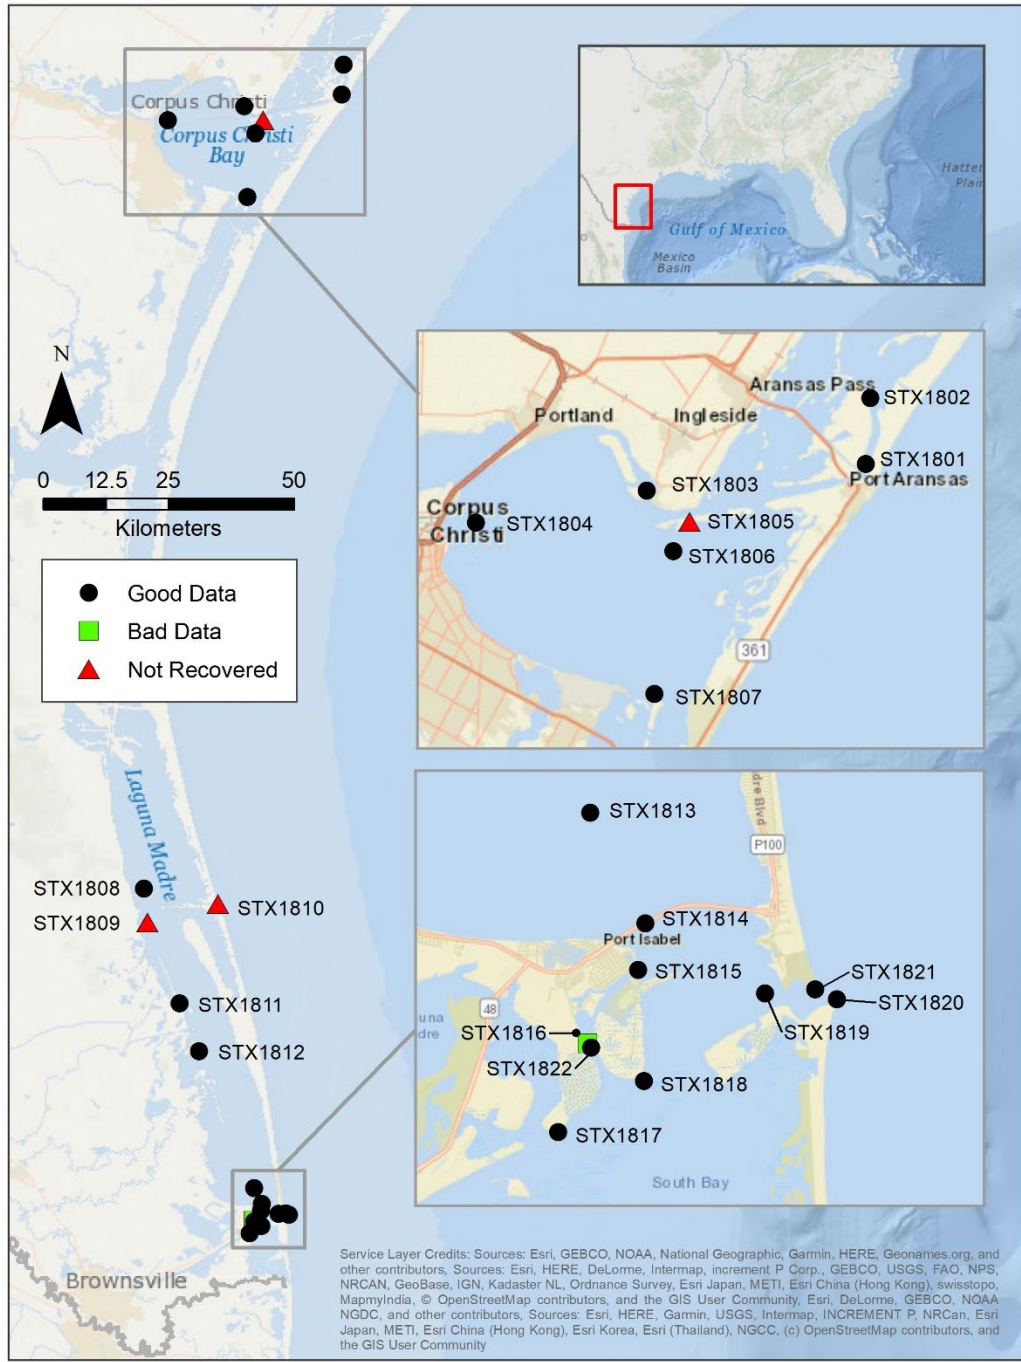 Corpus Christi
Corpus Christi
Bay
Hatter
Plain
Gulf of Mexico
Mexico
Basin
N
0 12.5 25 50
Kilometers
Good Data
Bad Data
Not Recovered
Aransas Pass
STX1802
Portland
Ingleside
STX1801
Port Aransas
STX1803
Corpus
Christi
STX1804
STX1805
STX1806
361
STX1807
Laguna Madre
STX1808
STX1809
STX1810
STX1811
STX1812
dre Blvd
STX1813
P100
STX1814
Port Isabel
STX1815
STX1821
STX1820
48
una
dre
STX1816
STX1819
STX1822
STX1818
STX1817
South Bay
Brownsville
Service Layer Credits: Sources: Esri, GEBCO, NOAA, National Geographic, Garmin, HERE, Geonames.org, and
other contributors, Sources: Esri, HERE, DeLorme, Intermap, increment P Corp., GEBCO, USGS, FAO, NPS,
NRCAN, GeoBase, IGN, Kadaster NL, Ordnance Survey, Esri Japan, METI, Esri China (Hong Kong), swisstopo,
MapmyIndia, © OpenStreetMap contributors, and the GIS User Community, Esri, DeLorme, GEBCO, NOAA
NGDC, and other contributors, Sources: Esri, HERE, Garmin, USGS, Intermap, INCREMENT P, NRCan, Esri
Japan, METI, Esri China (Hong Kong), Esri Korea, Esri (Thailand), NGCC, (c) OpenStreetMap contributors, and
the GIS User Community